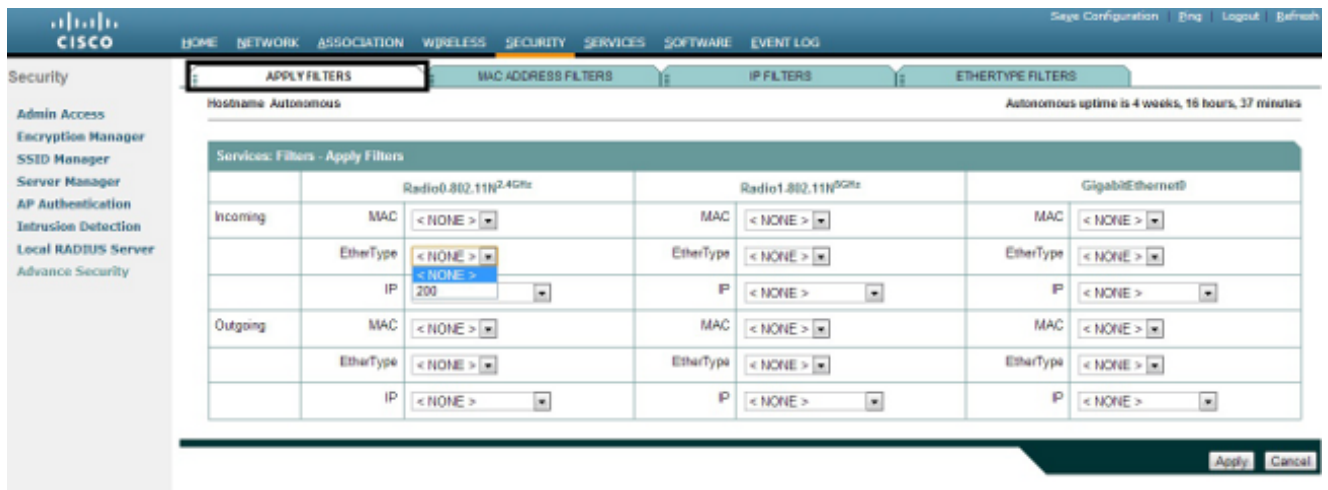 Save Configuration | Ping | Logout | Refresh
CISCO
HOME NETWORK ASSOCIATION WIRELESS SECURITY SERVICES SOFTWARE EVENT LOG
Security
APPLY FILTERS MAC ADDRESS FILTERS IP FILTERS ETHERTYPE FILTERS
Admin Access
Encryption Manager
SSID Manager
Server Manager
AP Authentication
Intrusion Detection
Local RADIUS Server
Advance Security
Hostname Autonomous Autonomous uptime is 4 weeks, 16 hours, 37 minutes
Services: Filters - Apply Filters
Radio0-802.11N2.4GHz Radio1-802.11N5GHz GigabitEthernet0
Incoming MAC < NONE > MAC < NONE > MAC < NONE >
EtherType < NONE > EtherType < NONE > EtherType < NONE >
< NONE >
IP 200 IP < NONE > IP < NONE >
Outgoing MAC < NONE > MAC < NONE > MAC < NONE >
EtherType < NONE > EtherType < NONE > EtherType < NONE >
IP < NONE > IP < NONE > IP < NONE >
Apply Cancel